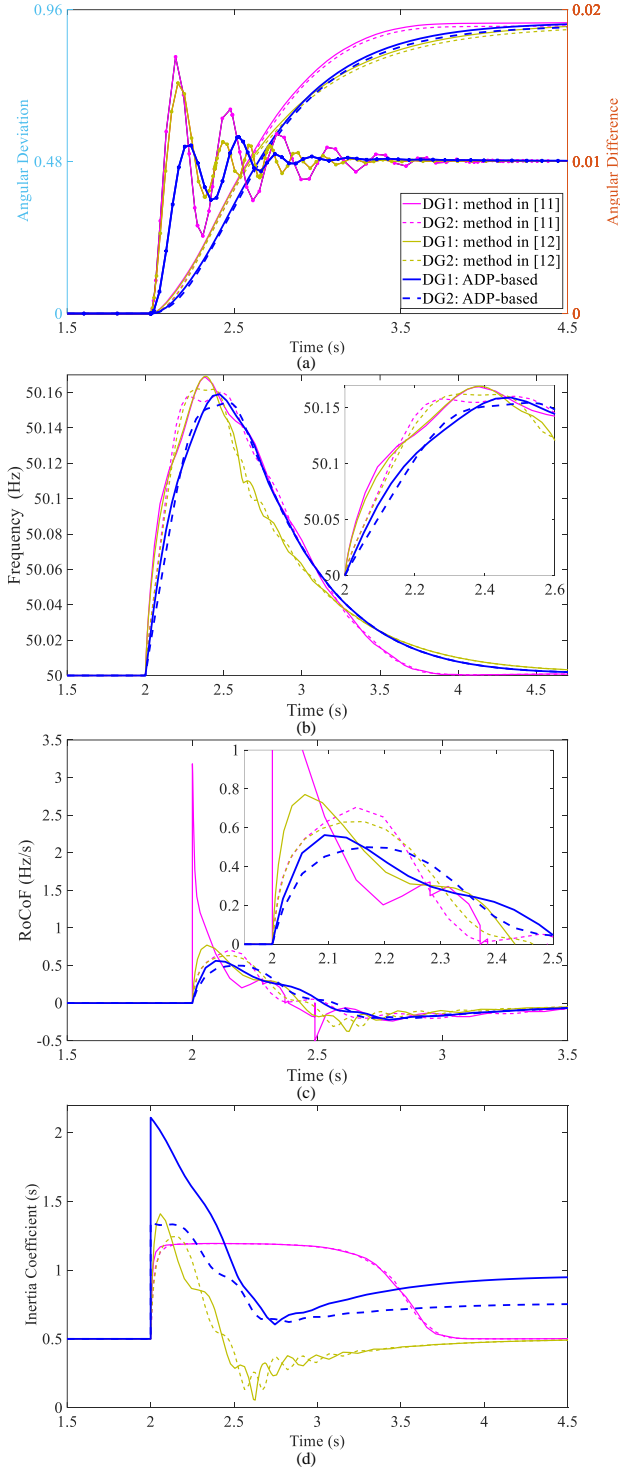 0.96
0.02
0.48
0.01
0
0
Angular Deviation
Angular Difference
DG1: method in [11]
DG2: method in [11]
DG1: method in [12]
DG2: method in [12]
DG1: ADP-based
DG2: ADP-based
1.5 2 2.5 3 3.5 4 4.5
Time (s)
(a)
50.16
50.14
50.12
50.1
50.08
50.06
50.04
50.02
50
Frequency (Hz)
50.15
50.1
50.05
50
2 2.2 2.4 2.6
1.5 2 2.5 3 3.5 4 4.5
Time (s)
(b)
3.5
3
2.5
2
1.5
1
0.5
0
-0.5
RoCoF (Hz/s)
1
0.8
0.6
0.4
0.2
0
2 2.1 2.2 2.3 2.4 2.5
1.5 2 2.5 3 3.5
Time (s)
(c)
2
1.5
1
0.5
0
Inertia Coefficient (s)
1.5 2 2.5 3 3.5 4 4.5
Time (s)
(d)